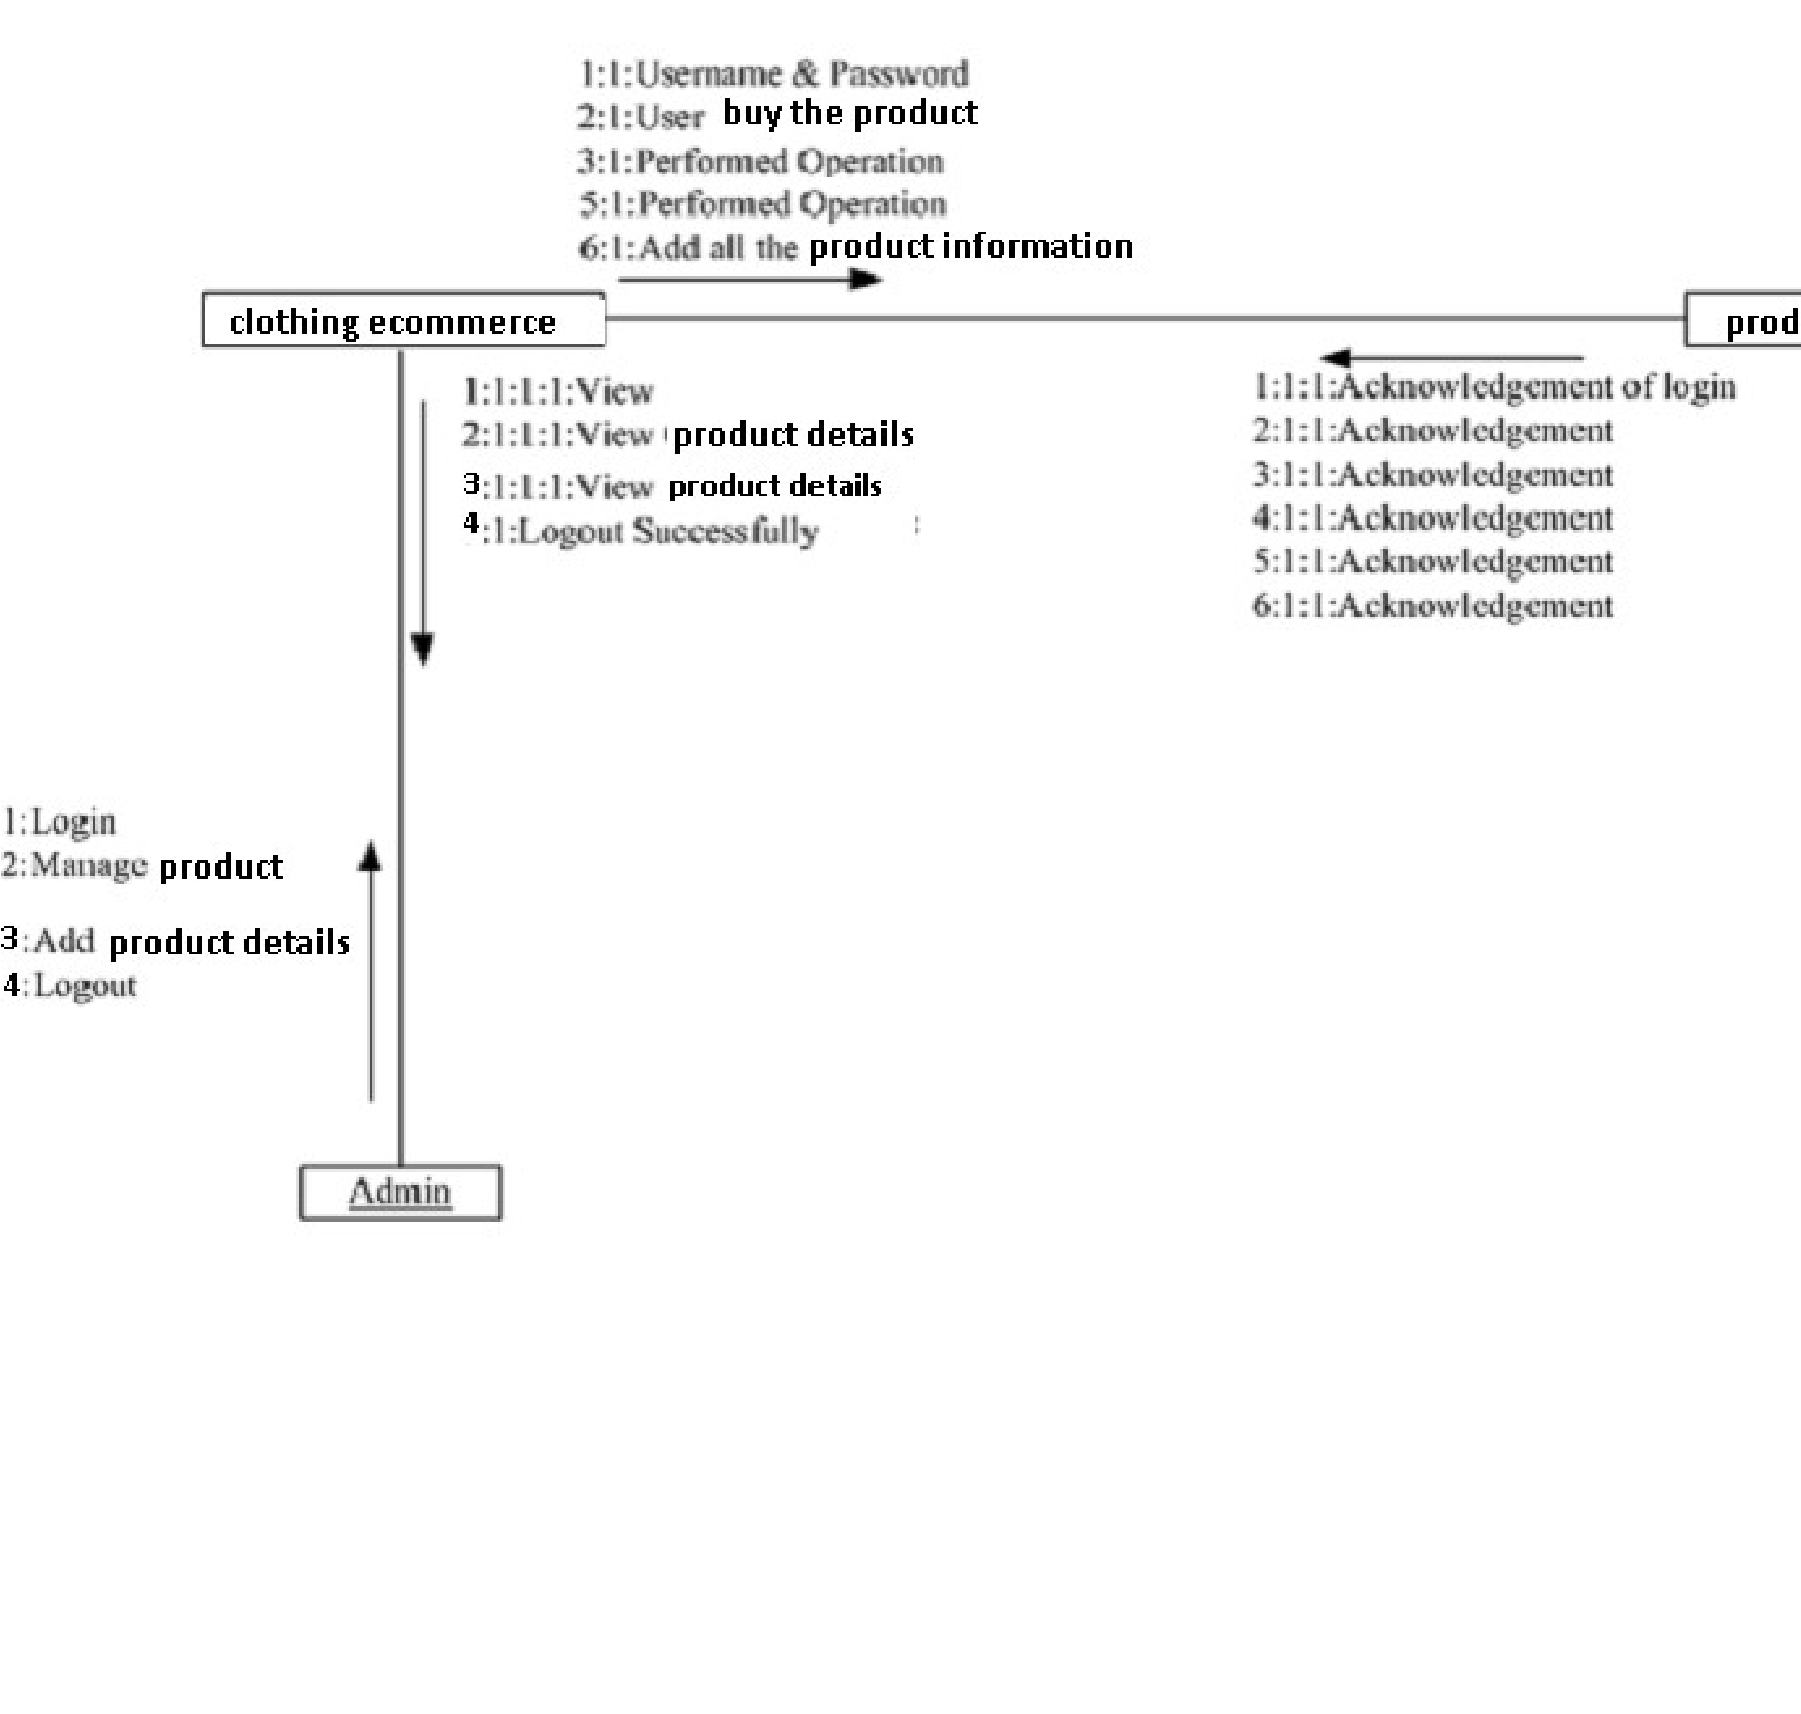 1:1:Username & Password
2:1:User buy the product
3:1:Performed Operation
5:1:Performed Operation
6:1:Add all the product information
clothing ecommerce
prod
1:1:1:1:View
2:1:1:1:View product details
3:1:1:1:View product details
4:1:Logout Successfully
1:1:1:Acknowledgement of login
2:1:1:Acknowledgement
3:1:1:Acknowledgement
4:1:1:Acknowledgement
5:1:1:Acknowledgement
6:1:1:Acknowledgement
1:Login
2:Manage product
3:Add product details
4:Logout
Admin